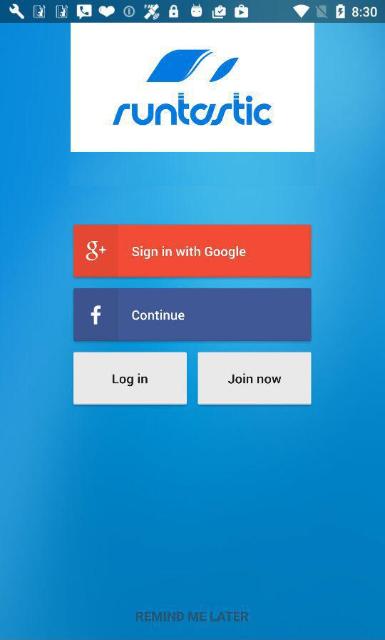 8:30
runtastic
g+ Sign in with Google
f Continue
Log in Join now
REMIND ME LATER